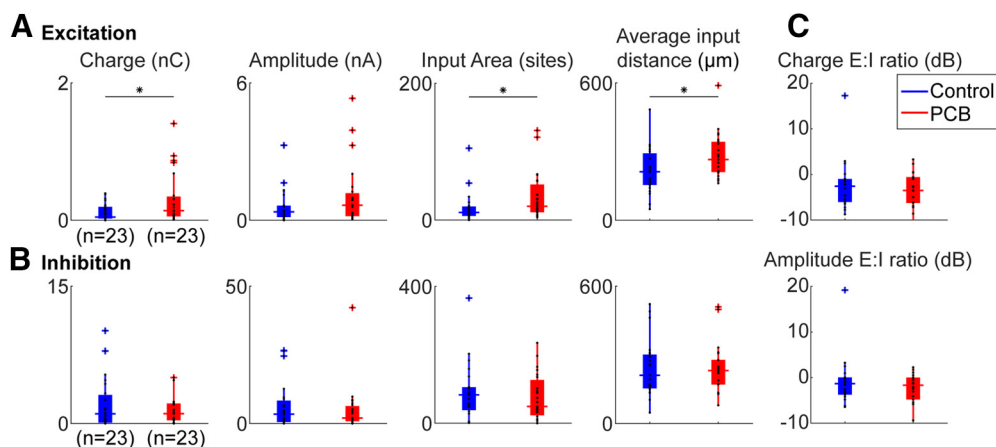 A Excitation
Charge (nC)
Amplitude (nA)
Input Area (sites)
Average input
distance (µm)
2
0
6
0
200
0
600
0
*
*
*
(n=23) (n=23)
C
Charge E:I ratio (dB)
20
10
0
-10
Control
PCB
B Inhibition
15
0
50
0
400
0
600
0
(n=23) (n=23)
Amplitude E:I ratio (dB)
20
10
0
-10